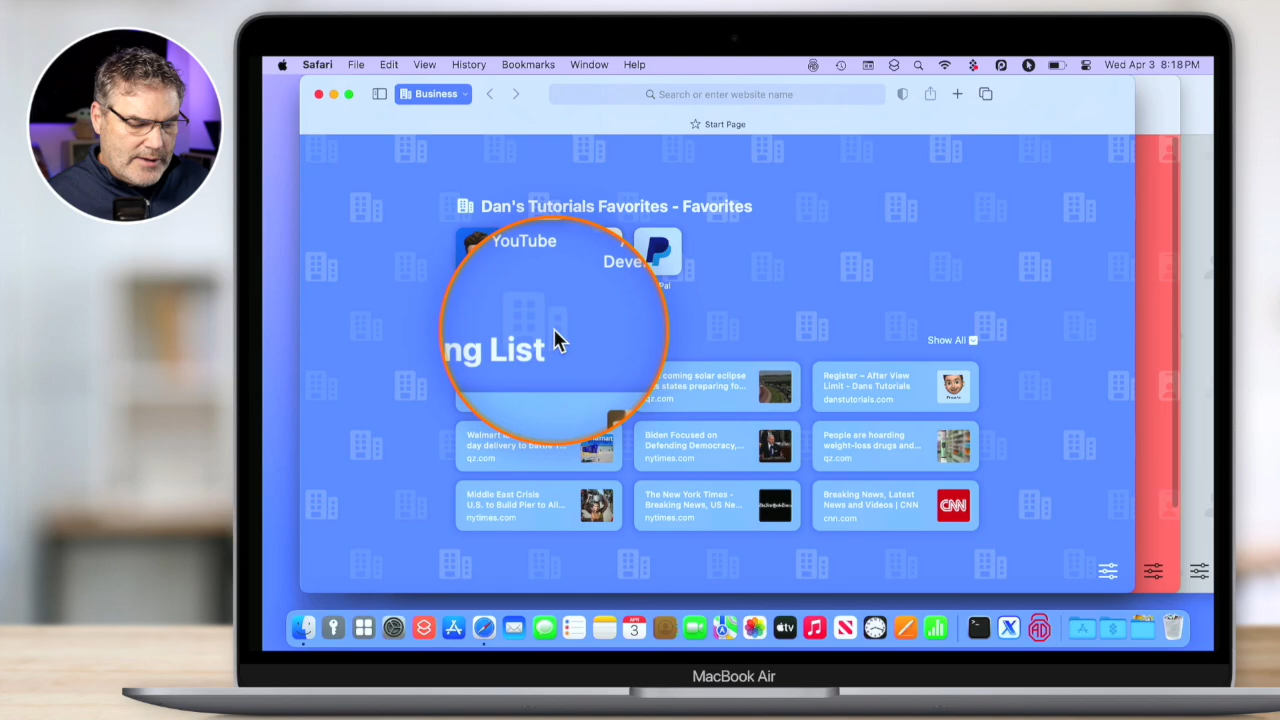 Safari File Edit View History Bookmarks Window Help Wed Apr 3 8:18 PM
Business Search or enter website name
Start Page
Dan's Tutorials Favorites - Favorites
YouTube
Show All
ng List
coming solar eclipse
states preparing fo...
qz.com
Register – After View
Limit - Dans Tutorials
danstutorials.com
Walmart
day delivery to
qz.com
Biden Focused on
Defending Democracy,...
nytimes.com
People are hoarding
weight-loss drugs and...
qz.com
Middle East Crisis
U.S. to Build Pier to All...
nytimes.com
The New York Times -
Breaking News, US Ne...
nytimes.com
Breaking News, Latest
News and Videos | CNN
cnn.com
CNN
APR
3
tv
MacBook Air